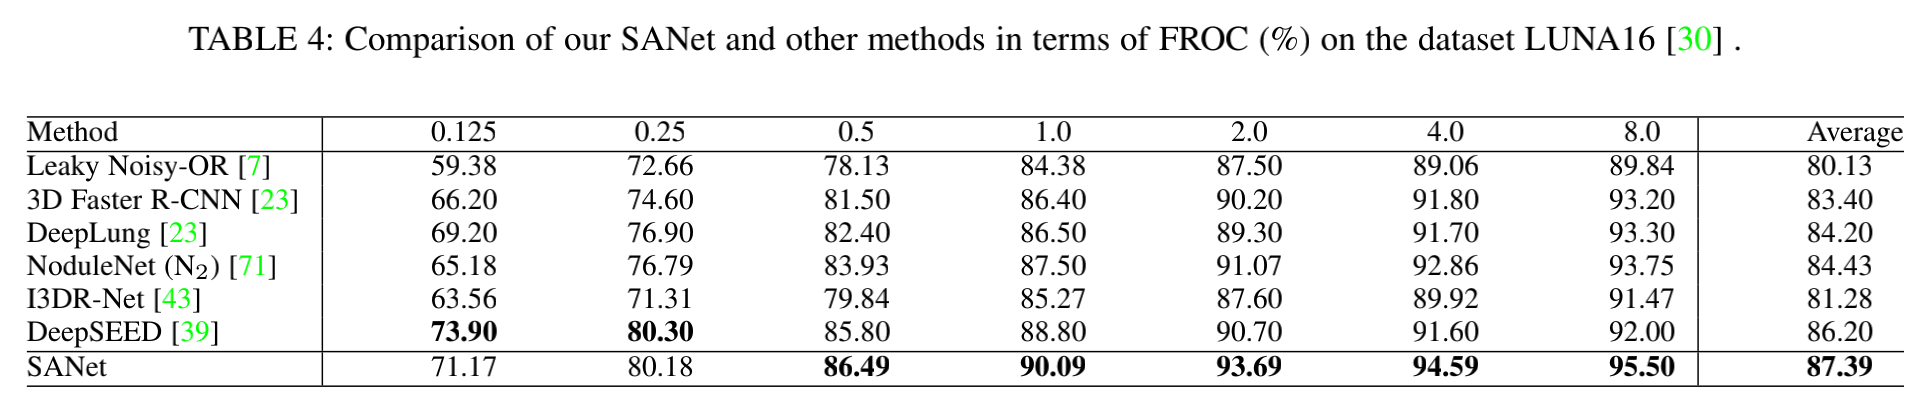 TABLE 4: Comparison of our SANet and other methods in terms of FROC (%) on the dataset LUNA16 [30] .
Method 0.125 0.25 0.5 1.0 2.0 4.0 8.0 Average
Leaky Noisy-OR [7] 59.38 72.66 78.13 84.38 87.50 89.06 89.84 80.13
3D Faster R-CNN [23] 66.20 74.60 81.50 86.40 90.20 91.80 93.20 83.40
DeepLung [23] 69.20 76.90 82.40 86.50 89.30 91.70 93.30 84.20
NoduleNet (N₂) [71] 65.18 76.79 83.93 87.50 91.07 92.86 93.75 84.43
I3DR-Net [43] 63.56 71.31 79.84 85.27 87.60 89.92 91.47 81.28
DeepSEED [39] 73.90 80.30 85.80 88.80 90.70 91.60 92.00 86.20
SANet 71.17 80.18 86.49 90.09 93.69 94.59 95.50 87.39